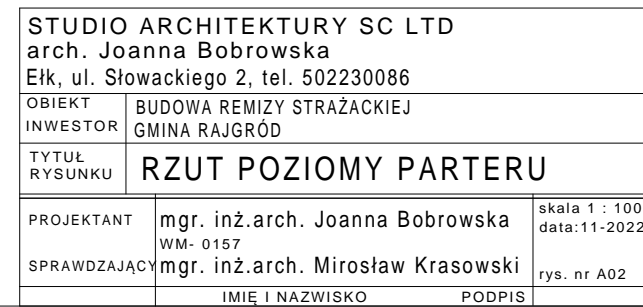 STUDIO ARCHITEKTURY SC LTD
arch. Joanna Bobrowska
Ełk, ul. Słowackiego 2, tel. 502230086
OBIEKT BUDOWA REMIZY STRAŻACKIEJ
INWESTOR GMINA RAJGRÓD
TYTUŁ
RYSUNKU RZUT POZIOMY PARTERU
PROJEKTANT mgr. inż.arch. Joanna Bobrowska
WM- 0157
skala 1 : 100
data:11-2022
SPRAWDZAJĄCY mgr. inż.arch. Mirosław Krasowski
rys. nr A02
IMIĘ I NAZWISKO PODPIS